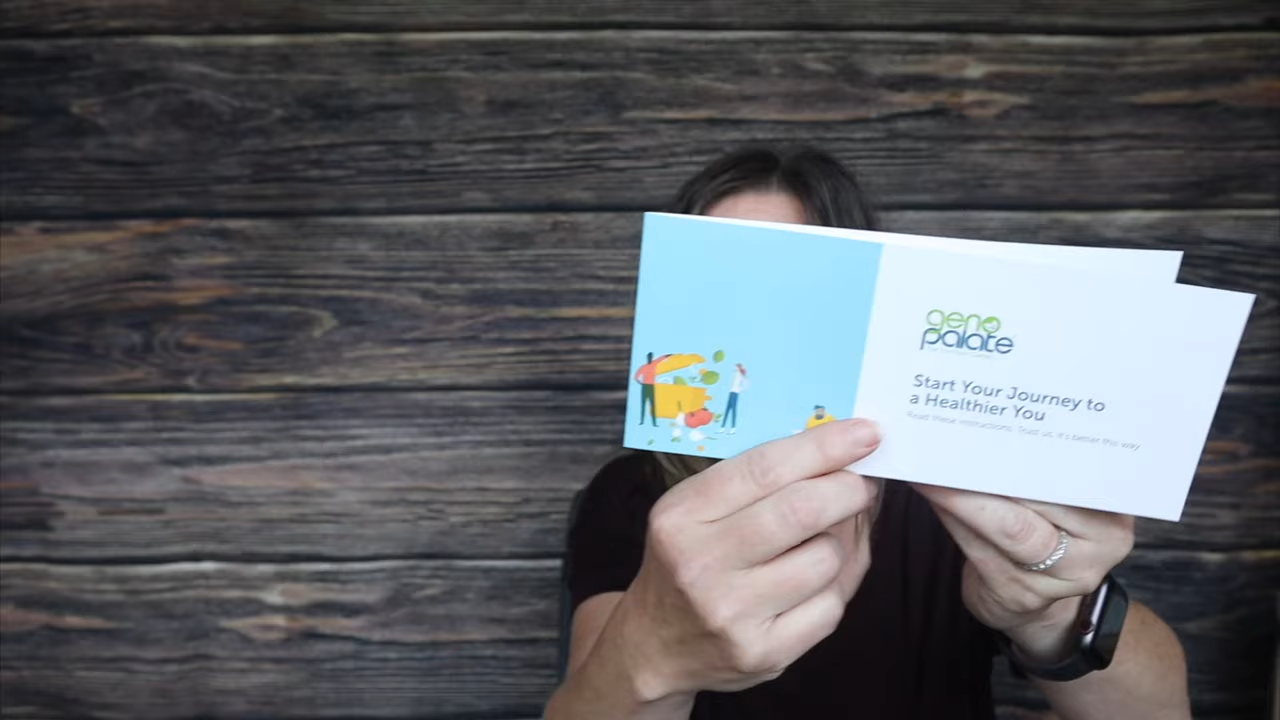 geno
palate
Start Your Journey to
a Healthier You
Read these instructions. Trust us, it's better this way